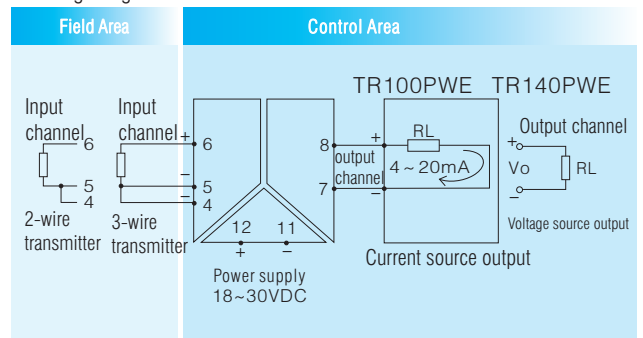 Field Area
Control Area
TR100PWE TR140PWE
Input channel
6
5
4
2-wire transmitter
Input channel
+
6
−
5
−
4
3-wire transmitter
12 11
+ −
Power supply
18~30VDC
8
7
output channel
+
−
RL
4~20mA
Current source output
Output channel
+
Vo
−
RL
Voltage source output